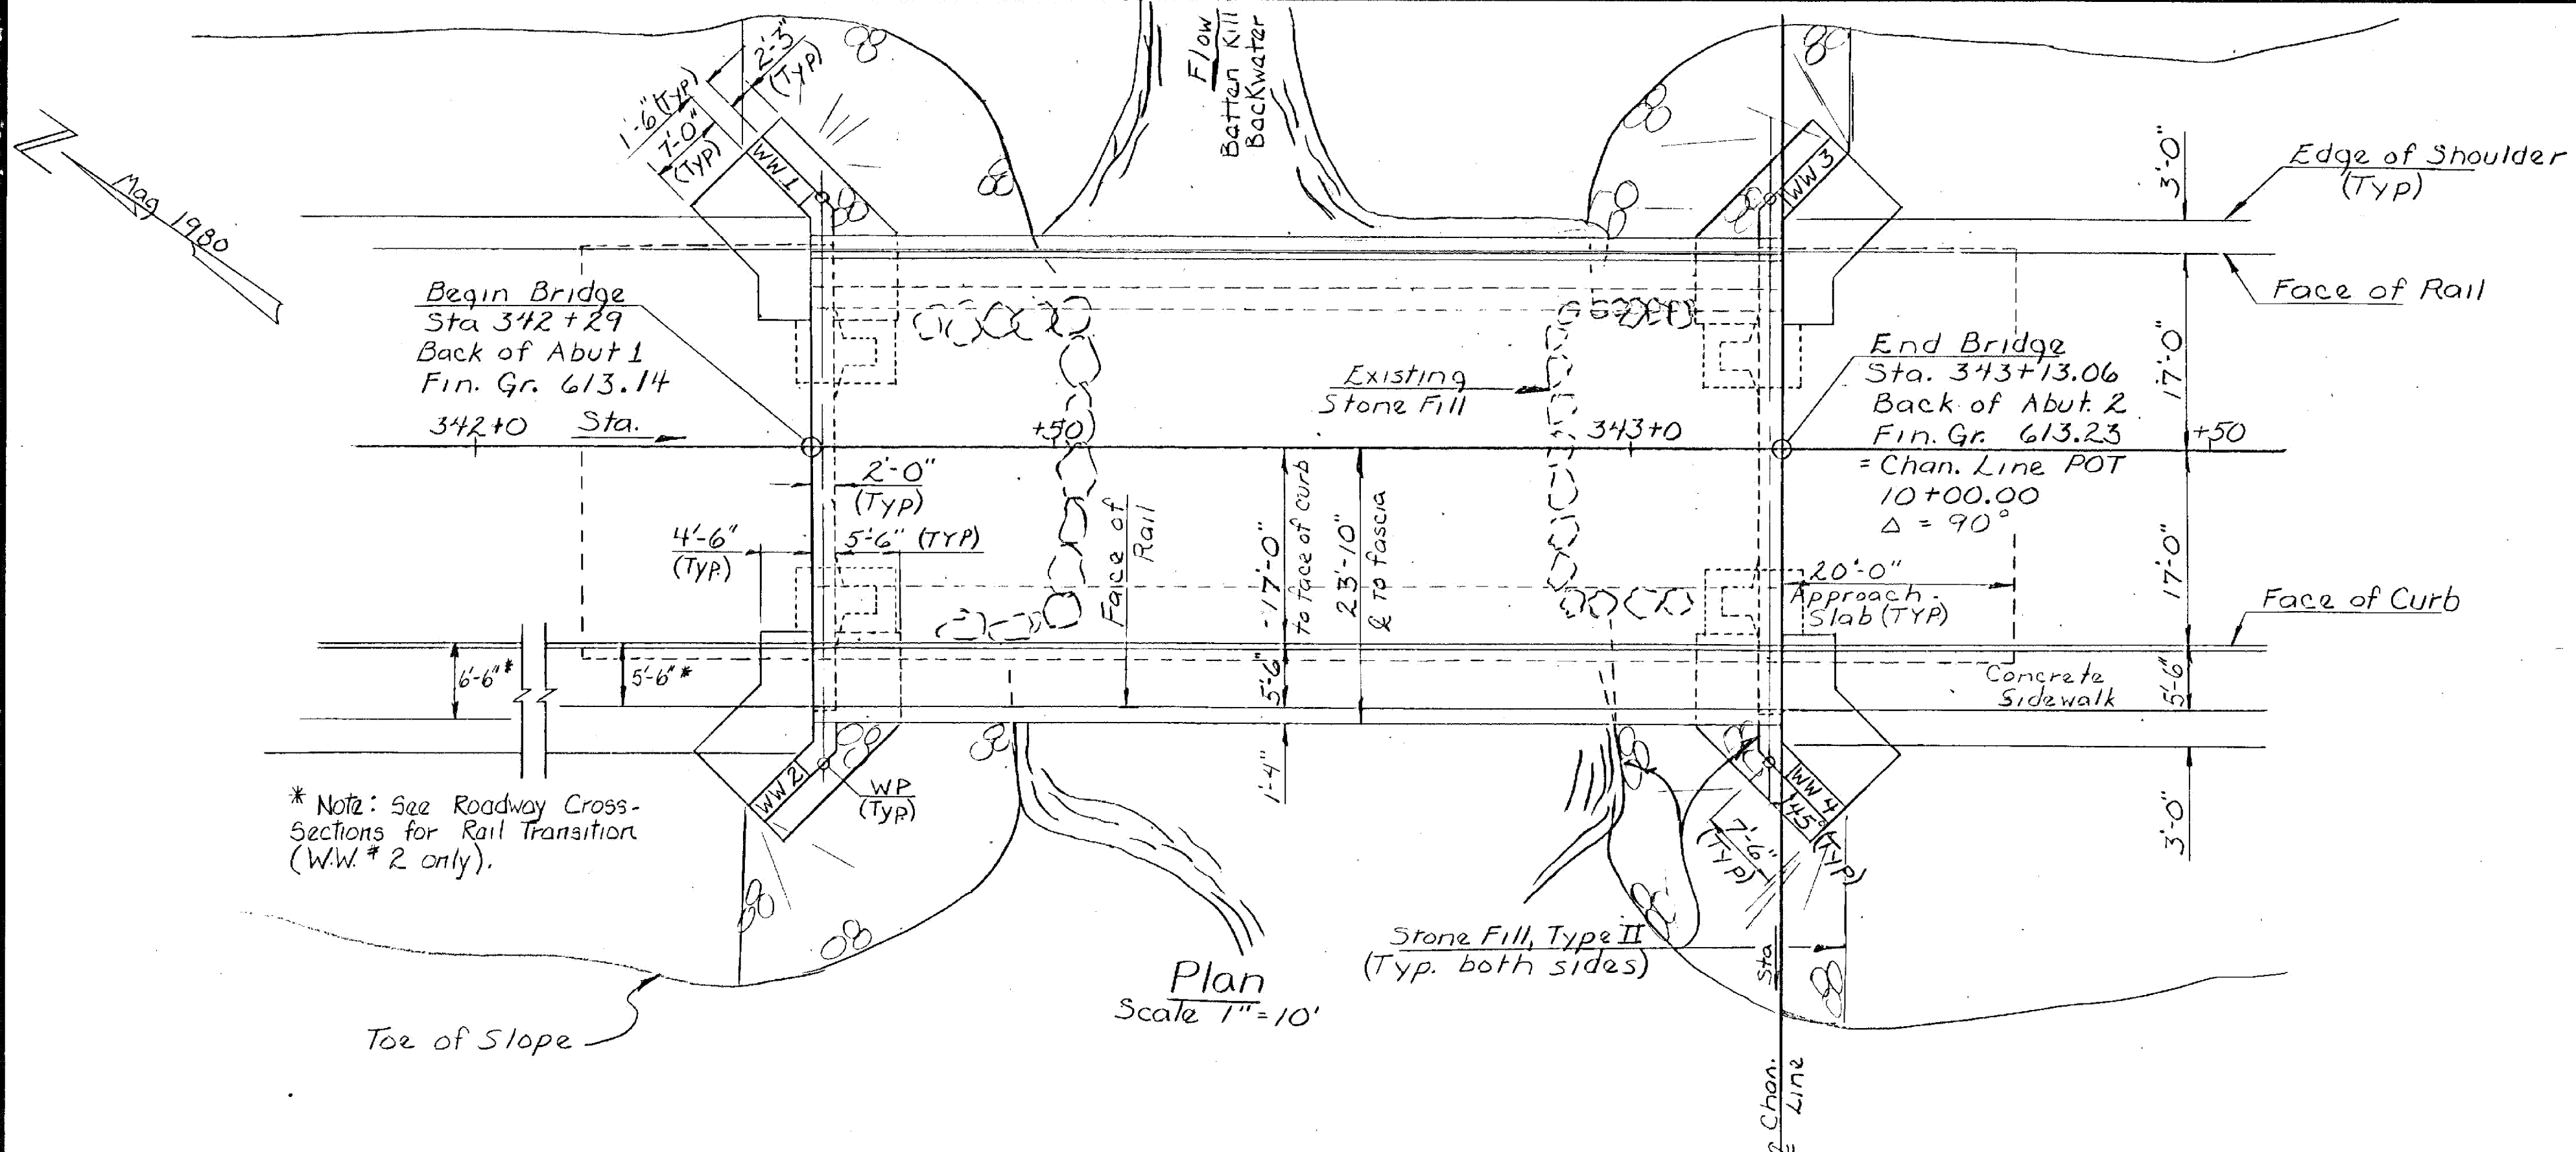 2'-3"
(Typ)
1'-6" (Typ)
7'-0"
(Typ)
Flow
Batten Kill
Backwater
Mag 1980
WW 1
WW 3
3'-0"
Edge of Shoulder
(Typ)
Face of Rail
Begin Bridge
Sta 342+29
Back of Abut 1
Fin. Gr. 613.14
342+0
Sta.
+50
Existing
Stone Fill
343+0
End Bridge
Sta. 343+13.06
Back of Abut. 2
Fin. Gr. 613.23
= Chan. Line POT
10+00.00
Δ = 90°
17'-0"
+50
2'-0"
(Typ)
4'-6"
(Typ.)
5'-6" (TYP)
Face of
Rail
17'-0"
to face of curb
23'-10"
℄ to fascia
20'-0"
Approach
Slab (TYP)
17'-0"
Face of Curb
6'-6"*
5'-6"*
5'-6"
Concrete
Sidewalk
5'-6"
WW 2
WP
(Typ)
1'-4"
WW 4
45°
(Typ)
7'-6"
(Typ)
3'-0"
* Note: See Roadway Cross-
Sections for Rail Transition
(W.W. # 2 only).
Stone Fill, Type II
(Typ. both sides)
Sta
Plan
Scale 1"=10'
Toe of Slope
℄ Chan.
Line